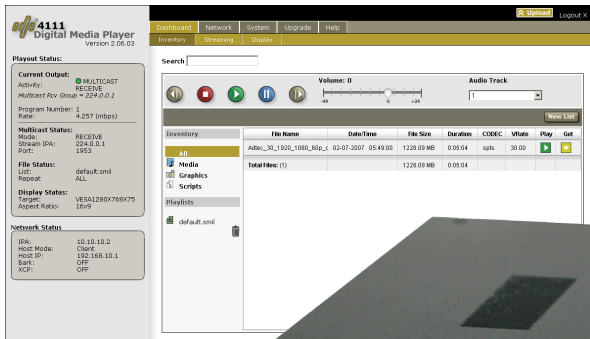 edje 4111
Digital Media Player
Version 2.06.03
Upload Logout X
Dashboard Network System Upgrade Help
Inventory Streaming Display
Playout Status:
Current Output:
Activity: MULTICAST
RECEIVE
Multicast Rcv Group = 224.0.0.1
Program Number: 1
Rate: 4.257 (mbps)
Multicast Status:
Mode: RECEIVE
Stream IPA: 224.0.0.1
Port: 1953
File Status:
List: default.smil
Repeat ALL
Display Status:
Target: VESA1280X768X75
Aspect Ratio: 16x9
Network Status
IPA: 10.10.10.2
Host Mode: Client
Host IP: 192.168.10.1
Bark: OFF
XCP: OFF
Search
Volume: 0
-49 0 +24
Audio Track
1
New List
Inventory
All
Media
Graphics
Scripts
Playlists
default.smil
File Name Date/Time File Size Duration CODEC VRate Play Get
Adtec_30_1920_1080_60p_c 02-07-2007 05:49:00 1228.09 MB 0:05:04 spts 30.00
Total Files: (1) 1228.09 MB 0:05:04